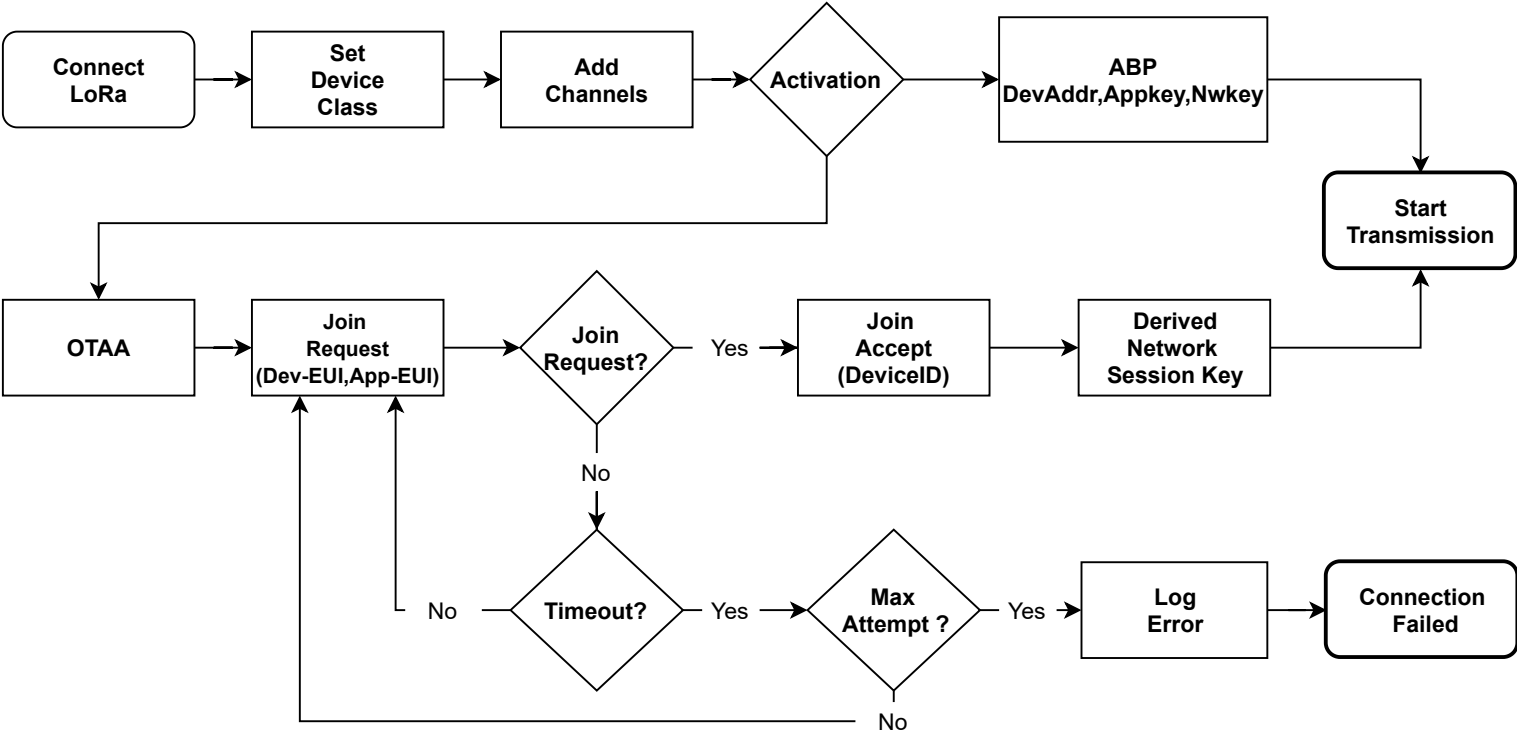 Connect
LoRa
Set
Device
Class
Add
Channels
Activation
ABP
DevAddr,Appkey,Nwkey
Start
Transmission
OTAA
Join
Request
(Dev-EUI,App-EUI)
Join
Request?
Yes
Join
Accept
(DeviceID)
Derived
Network
Session Key
No
No
Timeout?
Yes
Max
Attempt ?
Yes
Log
Error
Connection
Failed
No